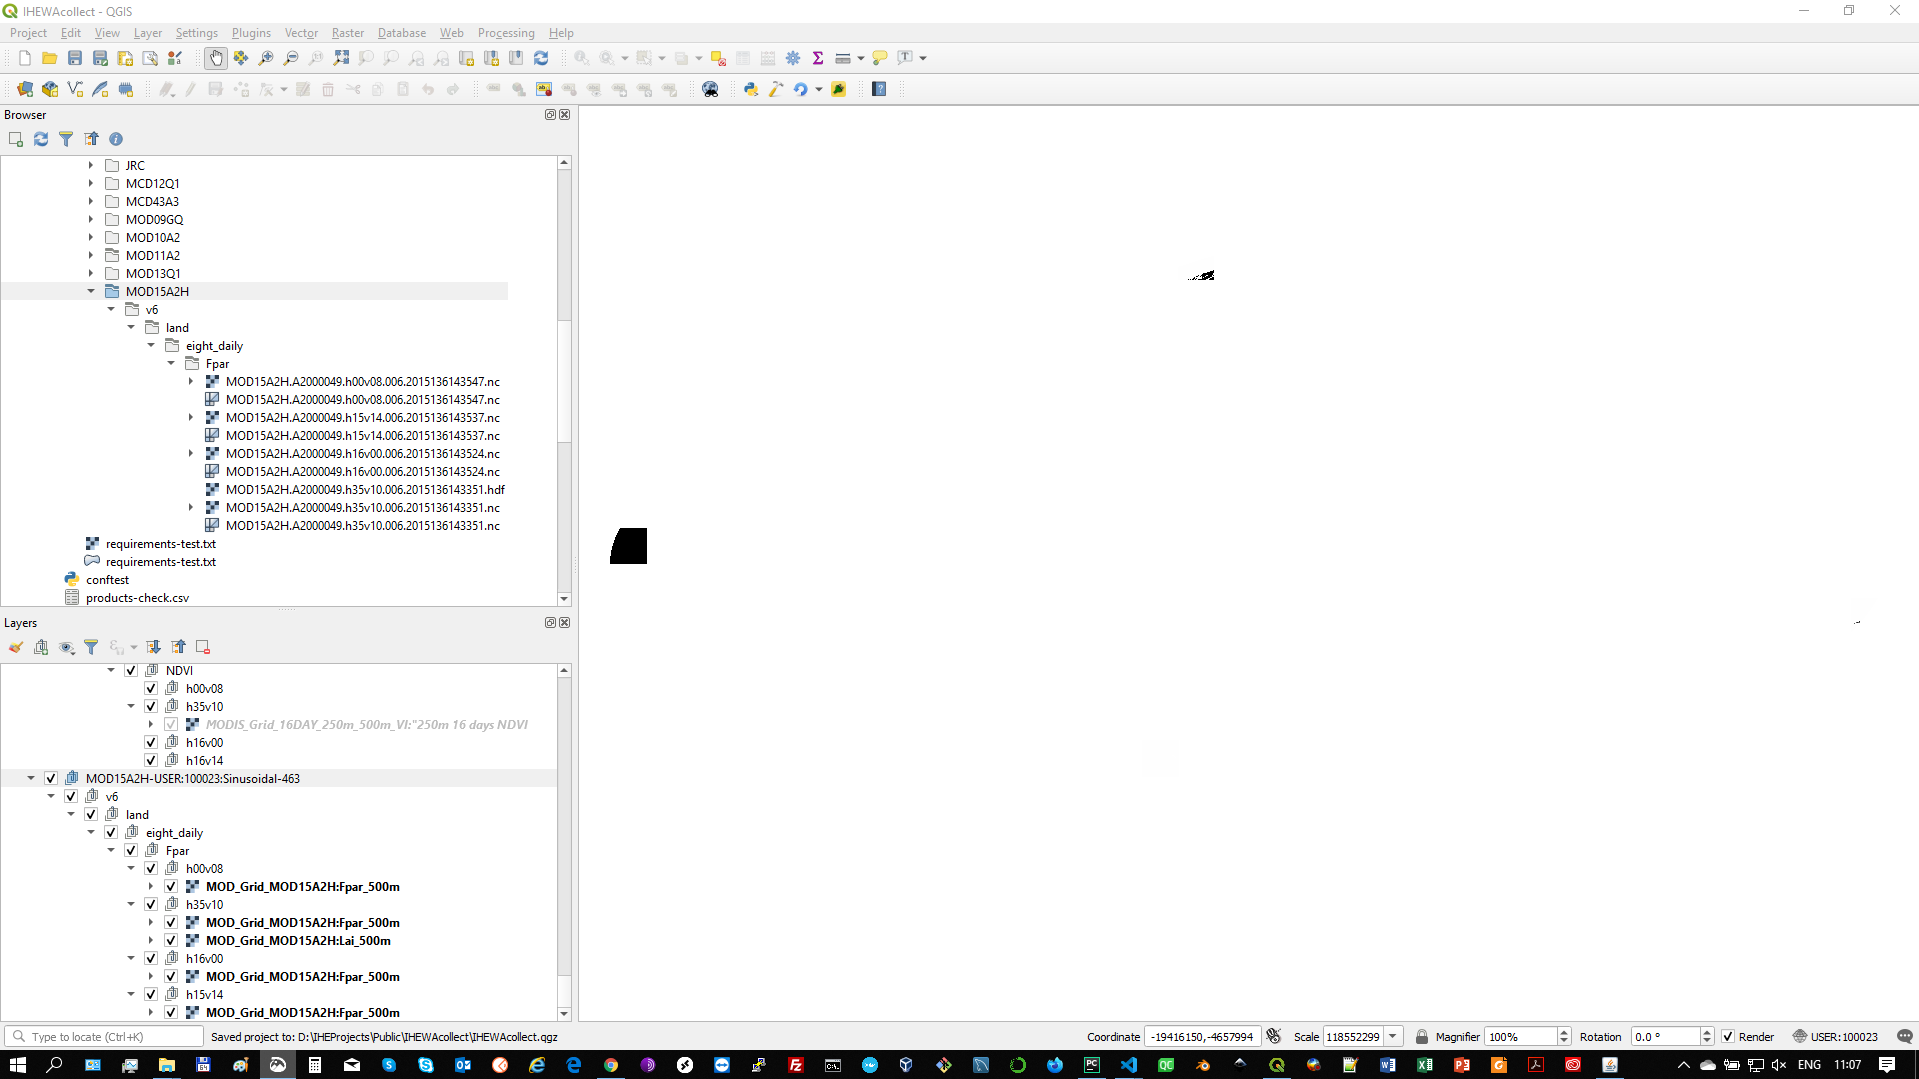 IHEWAcollect - QGIS
Project Edit View Layer Settings Plugins Vector Raster Database Web Processing Help
Browser
JRC
MCD12Q1
MCD43A3
MOD09GQ
MOD10A2
MOD11A2
MOD13Q1
MOD15A2H
v6
land
eight_daily
Fpar
MOD15A2H.A2000049.h00v08.006.2015136143547.nc
MOD15A2H.A2000049.h00v08.006.2015136143547.nc
MOD15A2H.A2000049.h15v14.006.2015136143537.nc
MOD15A2H.A2000049.h15v14.006.2015136143537.nc
MOD15A2H.A2000049.h16v00.006.2015136143524.nc
MOD15A2H.A2000049.h16v00.006.2015136143524.nc
MOD15A2H.A2000049.h35v10.006.2015136143351.hdf
MOD15A2H.A2000049.h35v10.006.2015136143351.nc
MOD15A2H.A2000049.h35v10.006.2015136143351.nc
requirements-test.txt
requirements-test.txt
conftest
products-check.csv
Layers
NDVI
h00v08
h35v10
MODIS_Grid_16DAY_250m_500m_VI:"250m 16 days NDVI
h16v00
h16v14
MOD15A2H-USER:100023:Sinusoidal-463
v6
land
eight_daily
Fpar
h00v08
MOD_Grid_MOD15A2H:Fpar_500m
h35v10
MOD_Grid_MOD15A2H:Fpar_500m
MOD_Grid_MOD15A2H:Lai_500m
h16v00
MOD_Grid_MOD15A2H:Fpar_500m
h15v14
MOD_Grid_MOD15A2H:Fpar_500m
Type to locate (Ctrl+K) Saved project to: D:\IHEProjects\Public\IHEWAcollect\IHEWAcollect.qgz Coordinate -19416150,-4657994 Scale 118552299 Magnifier 100% Rotation 0.0 ° Render USER:100023
ENG 11:07